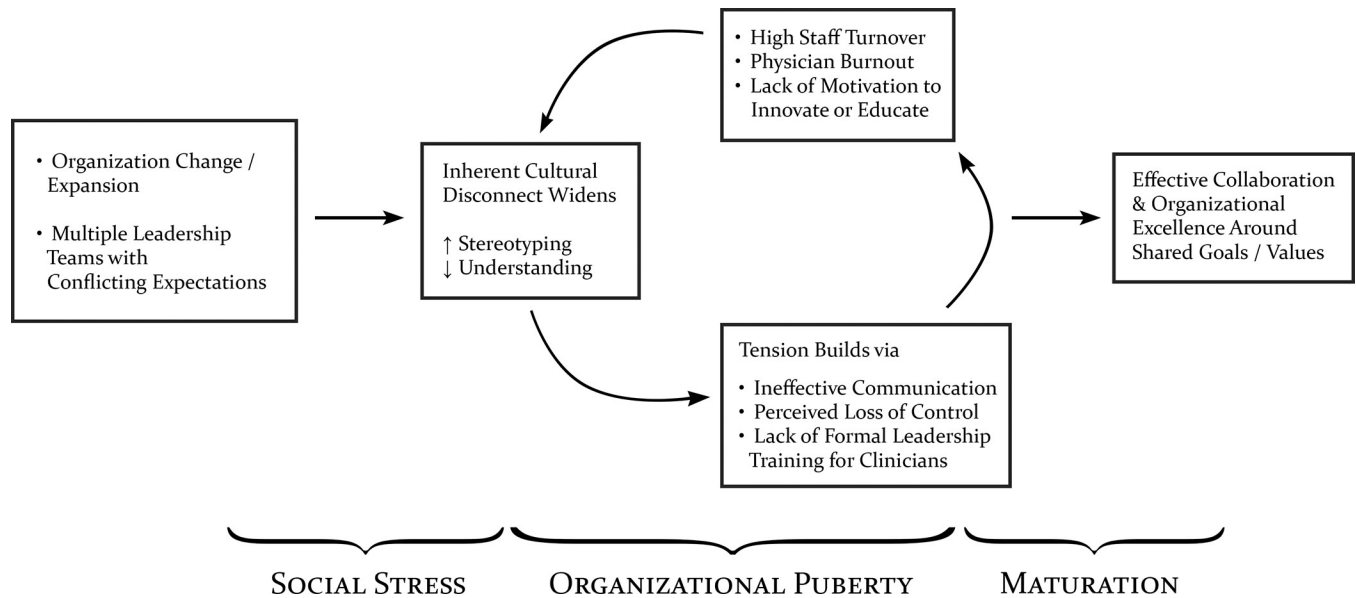 • Organization Change /
Expansion
• Multiple Leadership
Teams with
Conflicting Expectations
Inherent Cultural
Disconnect Widens
↑ Stereotyping
↓ Understanding
• High Staff Turnover
• Physician Burnout
• Lack of Motivation to
Innovate or Educate
Tension Builds via
• Ineffective Communication
• Perceived Loss of Control
• Lack of Formal Leadership
Training for Clinicians
Effective Collaboration
& Organizational
Excellence Around
Shared Goals / Values
Social Stress
Organizational Puberty
Maturation